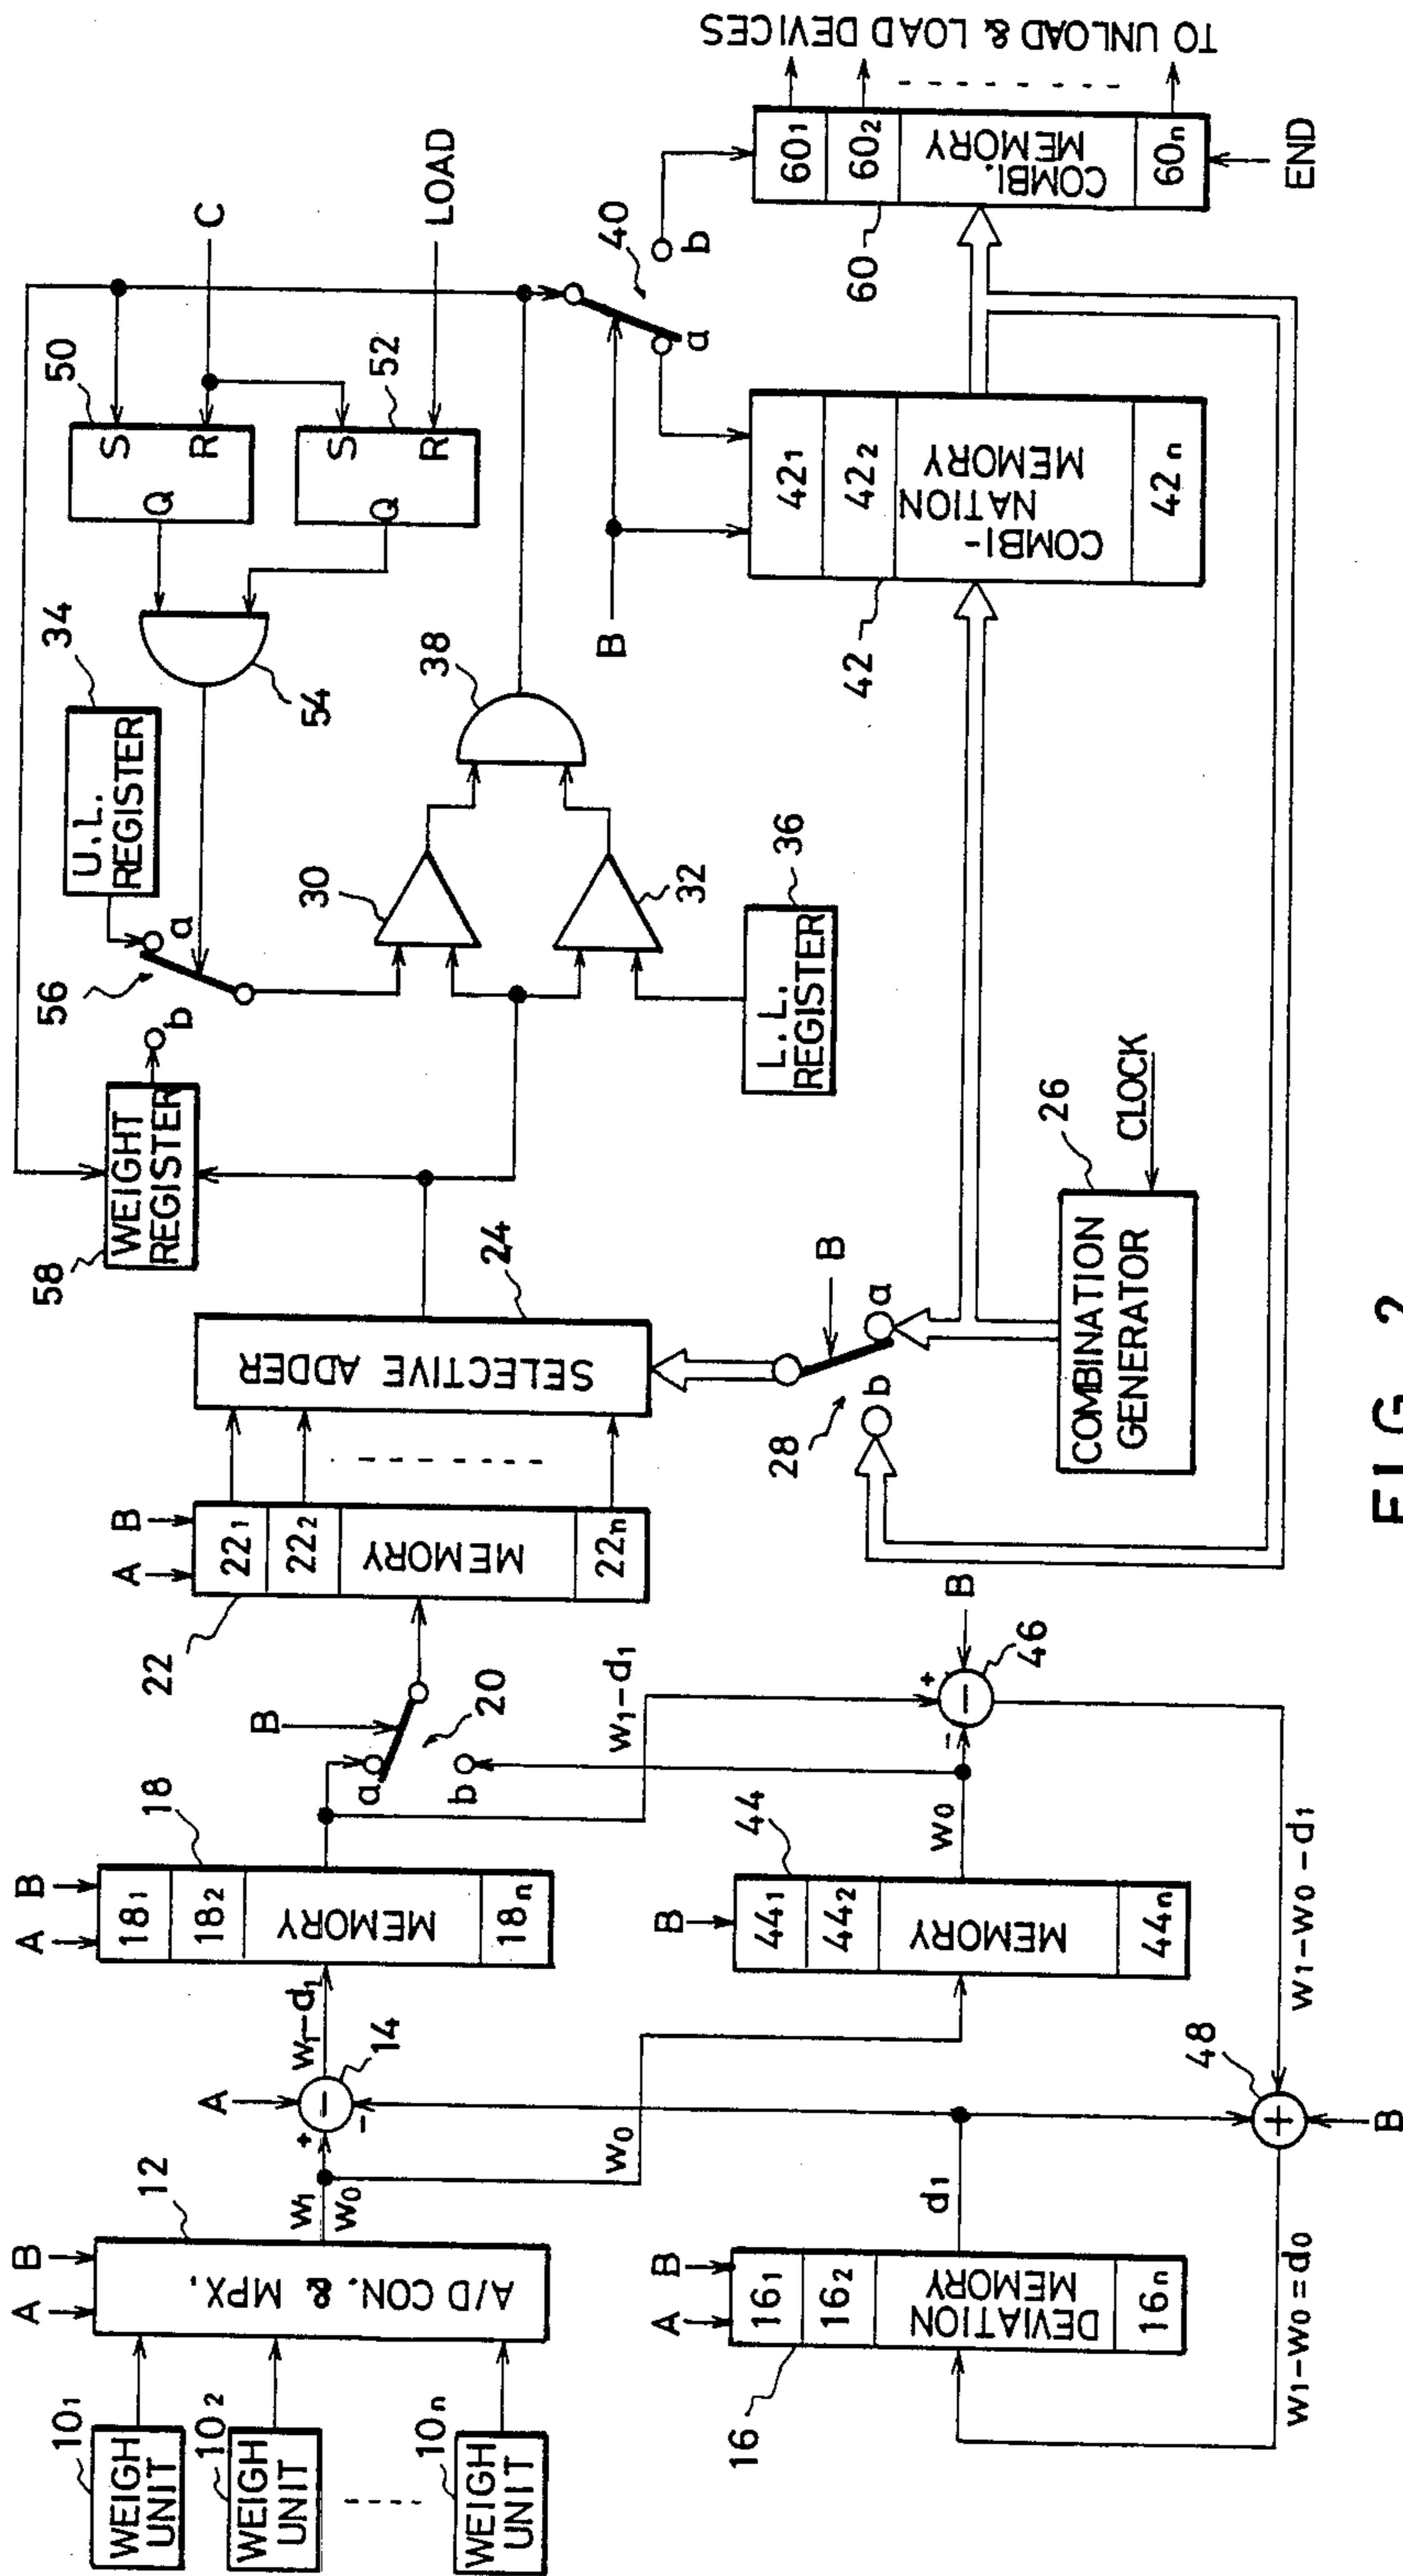 10₁
WEIGH
UNIT
10₂
WEIGH
UNIT
10ₙ
WEIGH
UNIT
A
B
12
A/D CON. & MPX.
w₁
w₀
A
+
-
-
14
w₁-d₁
w₀
A
B
18
18₁
18₂
MEMORY
18ₙ
a
b
B
20
w₁-d₁
22
A
B
22₁
22₂
MEMORY
22ₙ
SELECTIVE ADDER
24
58
WEIGHT
REGISTER
b
a
56
U.L.
REGISTER
34
54
Q
S
R
50
Q
S
R
52
C
LOAD
30
32
38
L.L.
REGISTER
36
16
A
B
16₁
16₂
DEVIATION
MEMORY
16ₙ
d₁
44
B
44₁
44₂
MEMORY
44ₙ
w₀
+
-
-
B
46
w₁-w₀-d₁
48
+
B
w₁-w₀=d₀
28
b
a
B
COMBINATION
GENERATOR
26
CLOCK
B
40
a
b
42
42₁
42₂
COMBI-
NATION
MEMORY
42ₙ
60
60₁
60₂
COMBI.
MEMORY
60ₙ
END
TO UNLOAD & LOAD DEVICES
FIG. 2